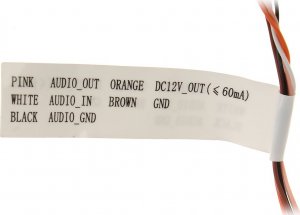 PINK AUDIO_OUT ORANGE DC12V_OUT(≤60mA)
WHITE AUDIO_IN BROWN GND
BLACK AUDIO_GND